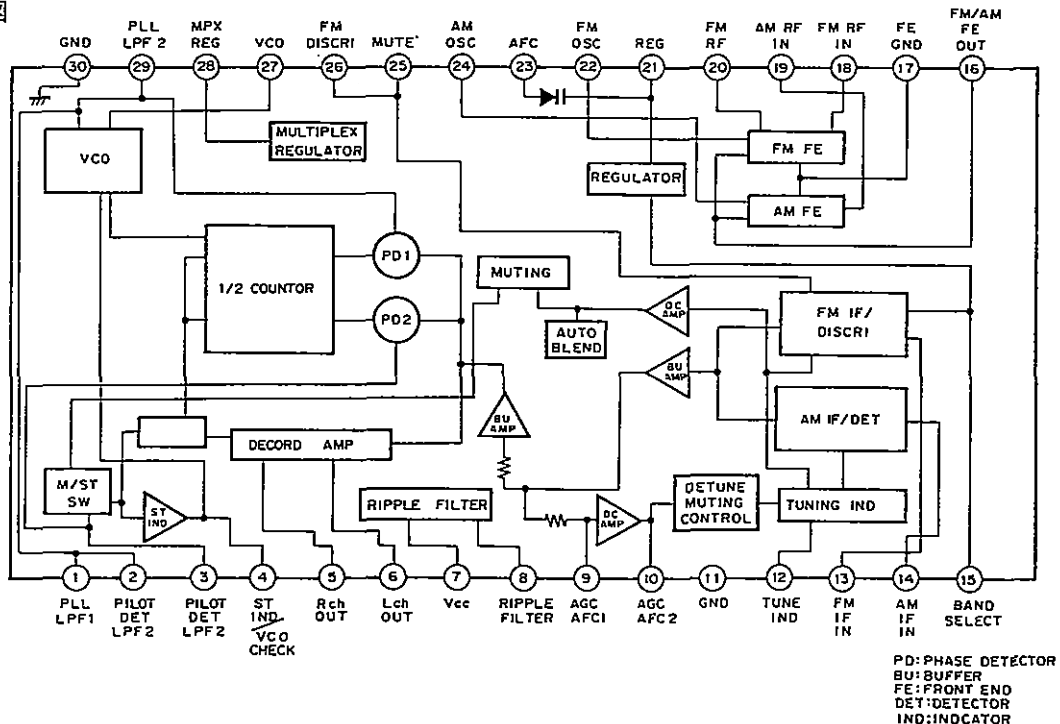 図
GND
PLL LPF 2
MPX REG
VCO
FM DISCRI
MUTE
AM OSC
AFC
FM OSC
REG
FM RF
AM RF IN
FM RF IN
FE GND
FM/AM FE OUT
30 29 28 27 26 25 24 23 22 21 20 19 18 17 16
VCO
MULTIPLEX REGULATOR
FM FE
REGULATOR
AM FE
1/2 COUNTOR
PD1
PD2
MUTING
DC AMP
AUTO BLEND
FM IF/ DISCRI
BU AMP
AM IF/DET
BU AMP
DECORD AMP
M/ST SW
ST IND
RIPPLE FILTER
DC AMP
DETUNE MUTING CONTROL
TUNING IND
1 2 3 4 5 6 7 8 9 10 11 12 13 14 15
PLL LPF1
PILOT DET LPF2
PILOT DET LPF2
ST IND/VCO CHECK
Rch OUT
Lch OUT
Vcc
RIPPLE FILTER
AGC AFC1
AGC AFC2
GND
TUNE IND
FM IF IN
AM IF IN
BAND SELECT
PD:PHASE DETECTOR
BU:BUFFER
FE:FRONT END
DET:DETECTOR
IND:INDCATOR